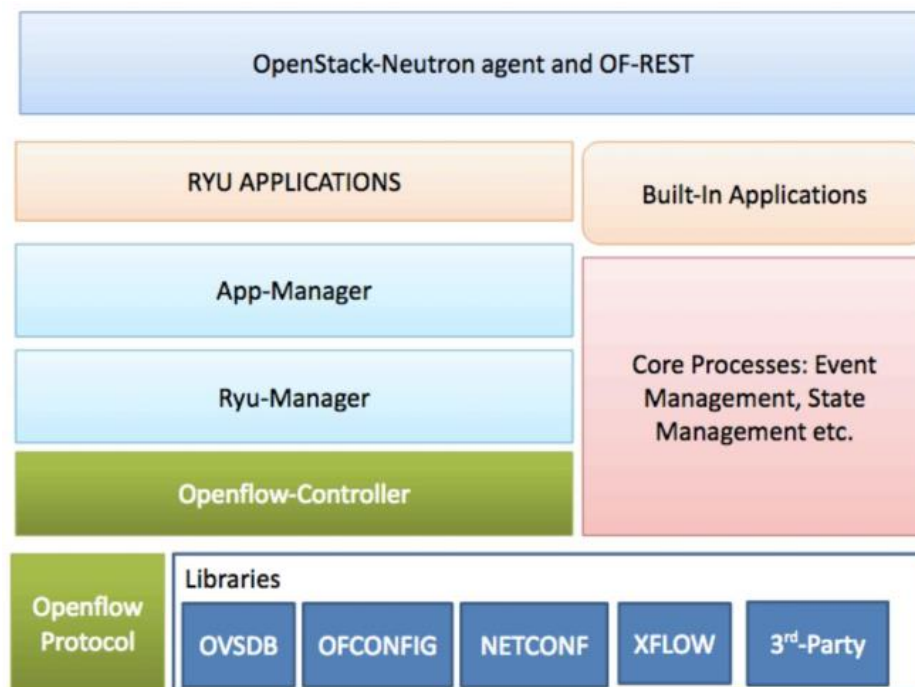 OpenStack-Neutron agent and OF-REST
RYU APPLICATIONS
Built-In Applications
App-Manager
Ryu-Manager
Core Processes: Event
Management, State
Management etc.
Openflow-Controller
Openflow
Protocol
Libraries
OVSDB
OFCONFIG
NETCONF
XFLOW
3rd-Party